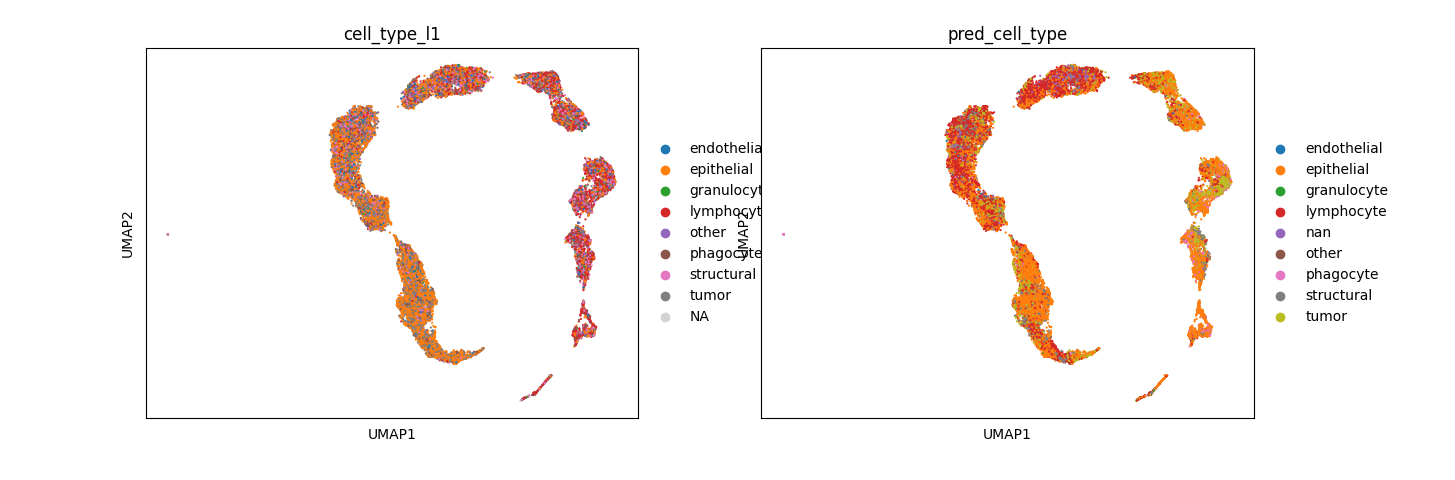 cell_type_l1
UMAP2
UMAP1
endothelia
epithelial
granulocyt
lymphocyt
other
phagocyte
structural
tumor
NA
pred_cell_type
UMAP2
UMAP1
endothelial
epithelial
granulocyte
lymphocyte
nan
other
phagocyte
structural
tumor